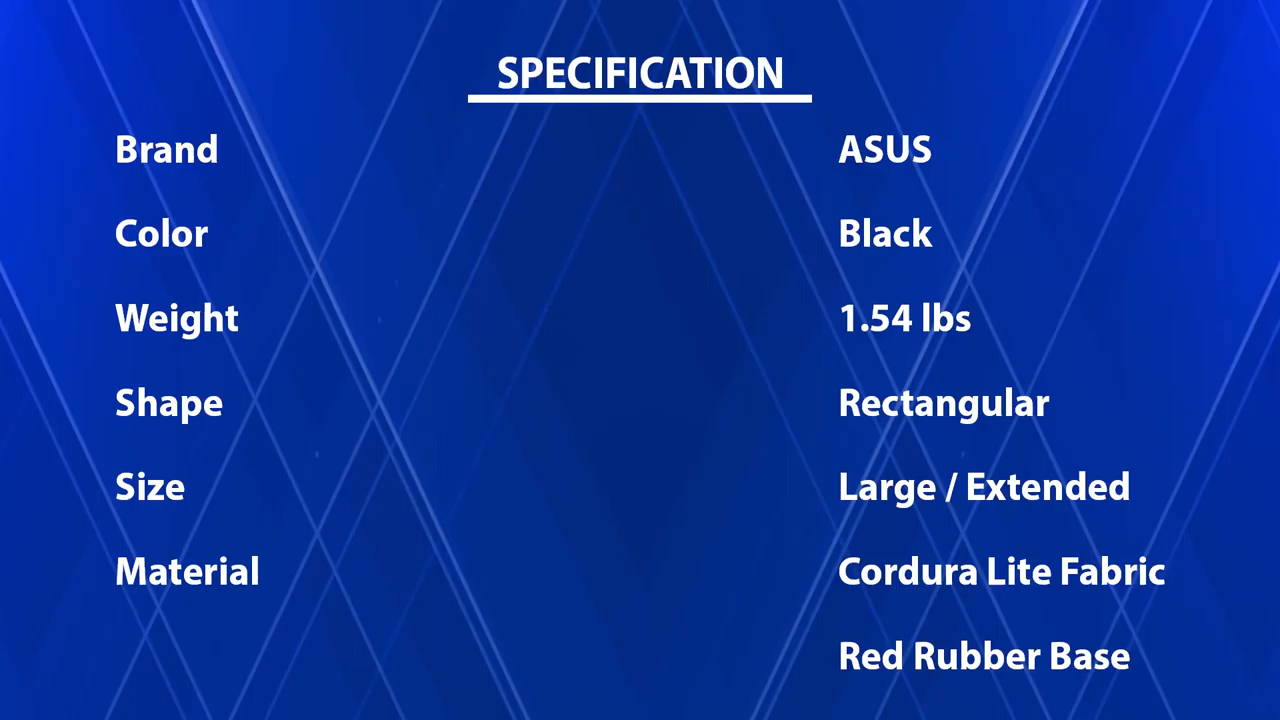 SPECIFICATION
Brand ASUS
Color Black
Weight 1.54 lbs
Shape Rectangular
Size Large / Extended
Material Cordura Lite Fabric
Red Rubber Base